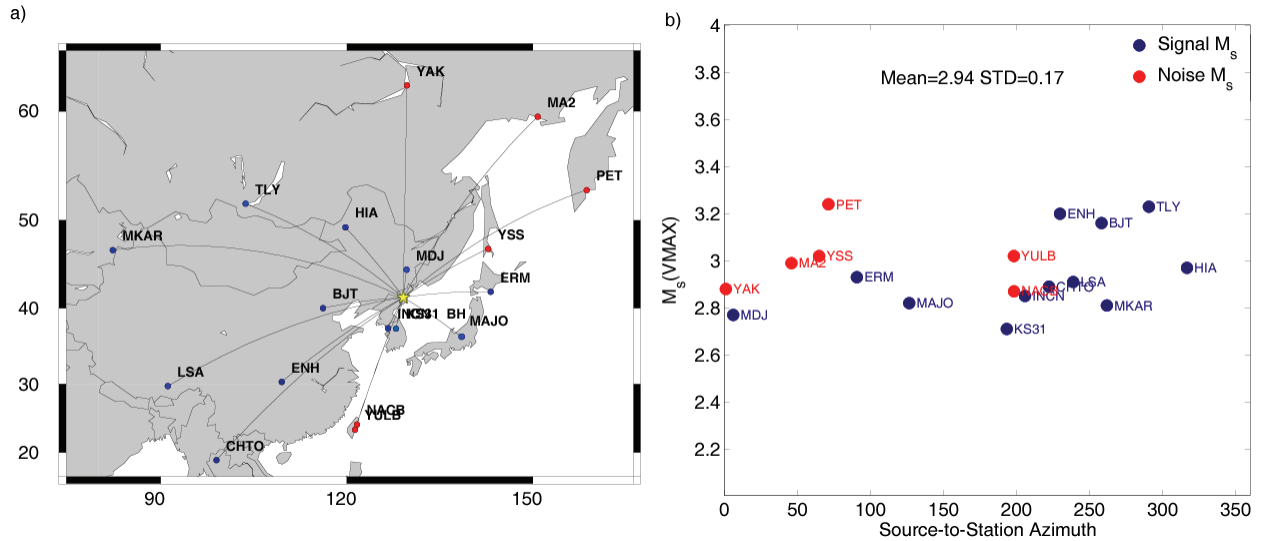 a)
YAK
MA2
60
PET
TLY
50
HIA
MKAR
YSS
MDJ
ERM
BJT
40
INCN
KS31
BH
MAJO
LSA
ENH
30
NACB
YULB
CHTO
20
90
120
150
b)
4
Signal Ms
3.8
Mean=2.94 STD=0.17
Noise Ms
3.6
3.4
PET
ENH
TLY
3.2
BJT
MA2
YSS
YULB
HIA
3
Ms(VMAX)
YAK
ERM
NACB
CHTO
LSA
INCN
MKAR
2.8
MDJ
MAJO
KS31
2.6
2.4
2.2
0
50
100
150
200
250
300
350
Source-to-Station Azimuth